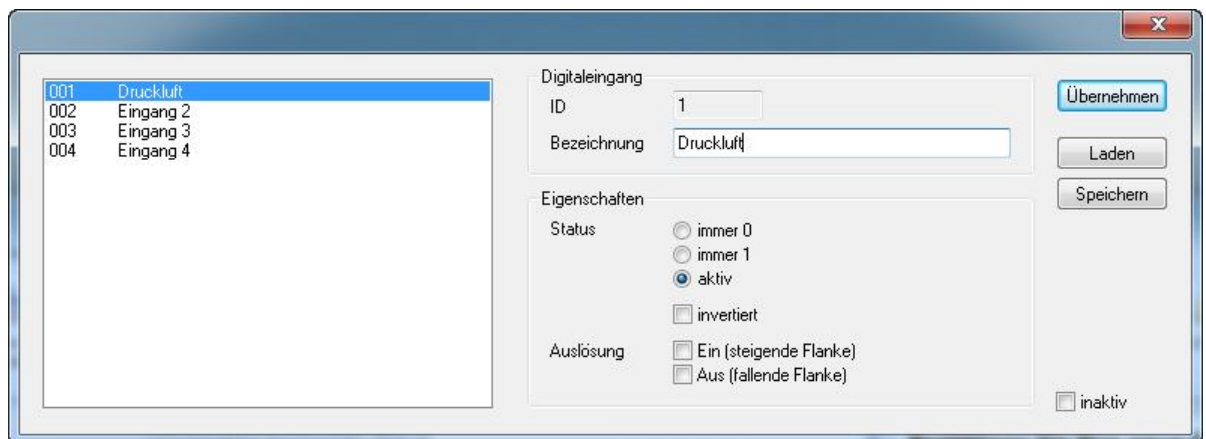 001 Druckluft
002 Eingang 2
003 Eingang 3
004 Eingang 4
Digitaleingang
ID 1
Bezeichnung Druckluft
Eigenschaften
Status
immer 0
immer 1
aktiv
invertiert
Auslösung
Ein (steigende Flanke)
Aus (fallende Flanke)
Übernehmen
Laden
Speichern
inaktiv